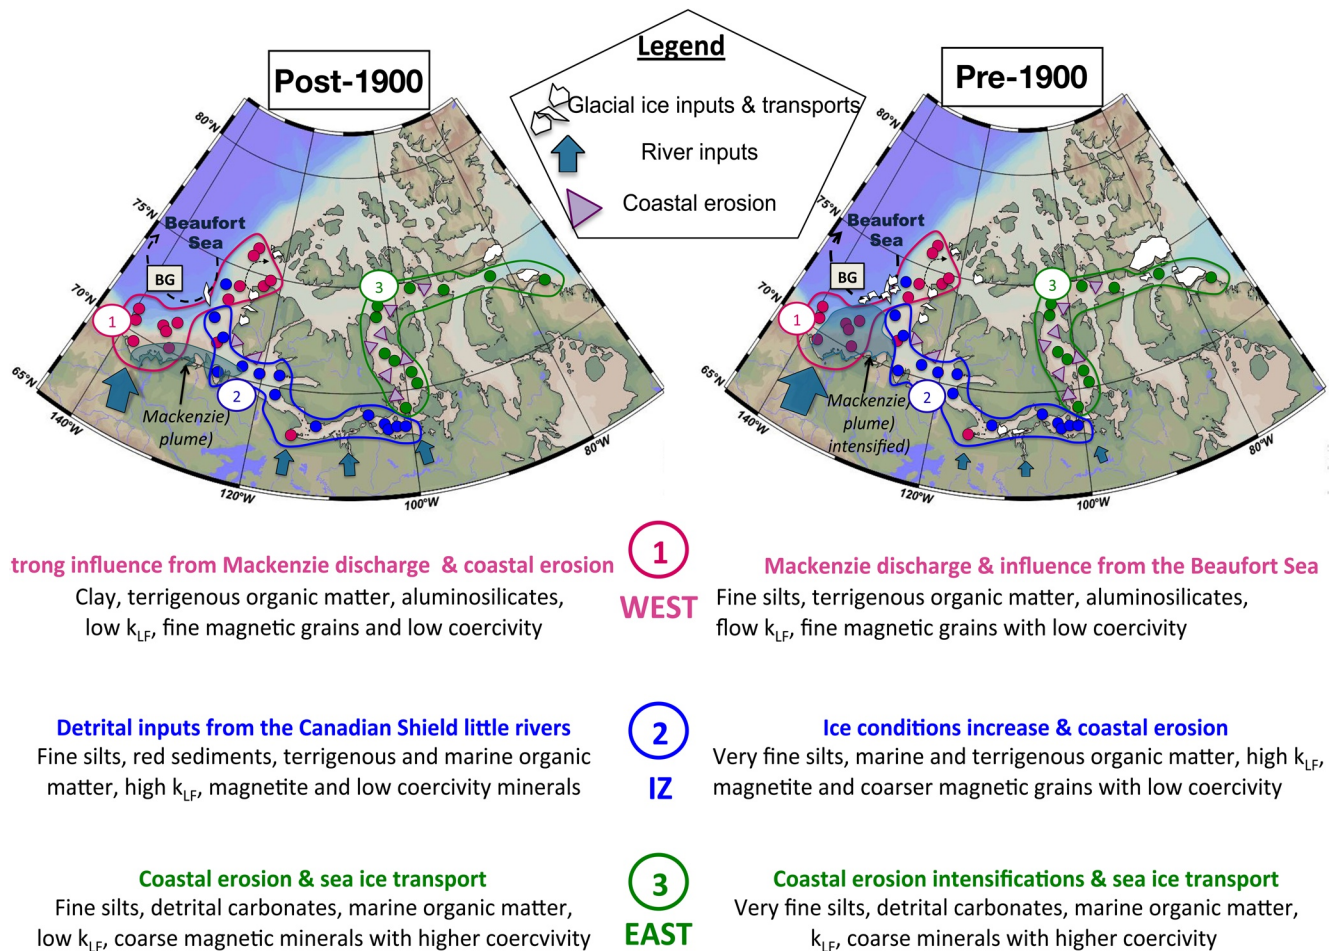 Post-1900
Legend
Glacial ice inputs & transports
River inputs
Coastal erosion
Pre-1900
80°N
75°N
70°N
65°N
140°W
120°W
100°W
80°W
Beaufort
Sea
BG
1
2
3
Mackenzie)
plume)
80°N
75°N
70°N
65°N
140°W
120°W
100°W
80°W
Beaufort
Sea
BG
1
2
3
Mackenzie)
plume)
intensified)
trong influence from Mackenzie discharge & coastal erosion
Clay, terrigenous organic matter, aluminosilicates,
low kLF, fine magnetic grains and low coercivity
1
WEST
Mackenzie discharge & influence from the Beaufort Sea
Fine silts, terrigenous organic matter, aluminosilicates,
flow kLF, fine magnetic grains with low coercivity
Detrital inputs from the Canadian Shield little rivers
Fine silts, red sediments, terrigenous and marine organic
matter, high kLF, magnetite and low coercivity minerals
2
IZ
Ice conditions increase & coastal erosion
Very fine silts, marine and terrigenous organic matter, high kLF,
magnetite and coarser magnetic grains with low coercivity
Coastal erosion & sea ice transport
Fine silts, detrital carbonates, marine organic matter,
low kLF, coarse magnetic minerals with higher coercvivity
3
EAST
Coastal erosion intensifications & sea ice transport
Very fine silts, detrital carbonates, marine organic matter,
kLF, coarse minerals with higher coercivity